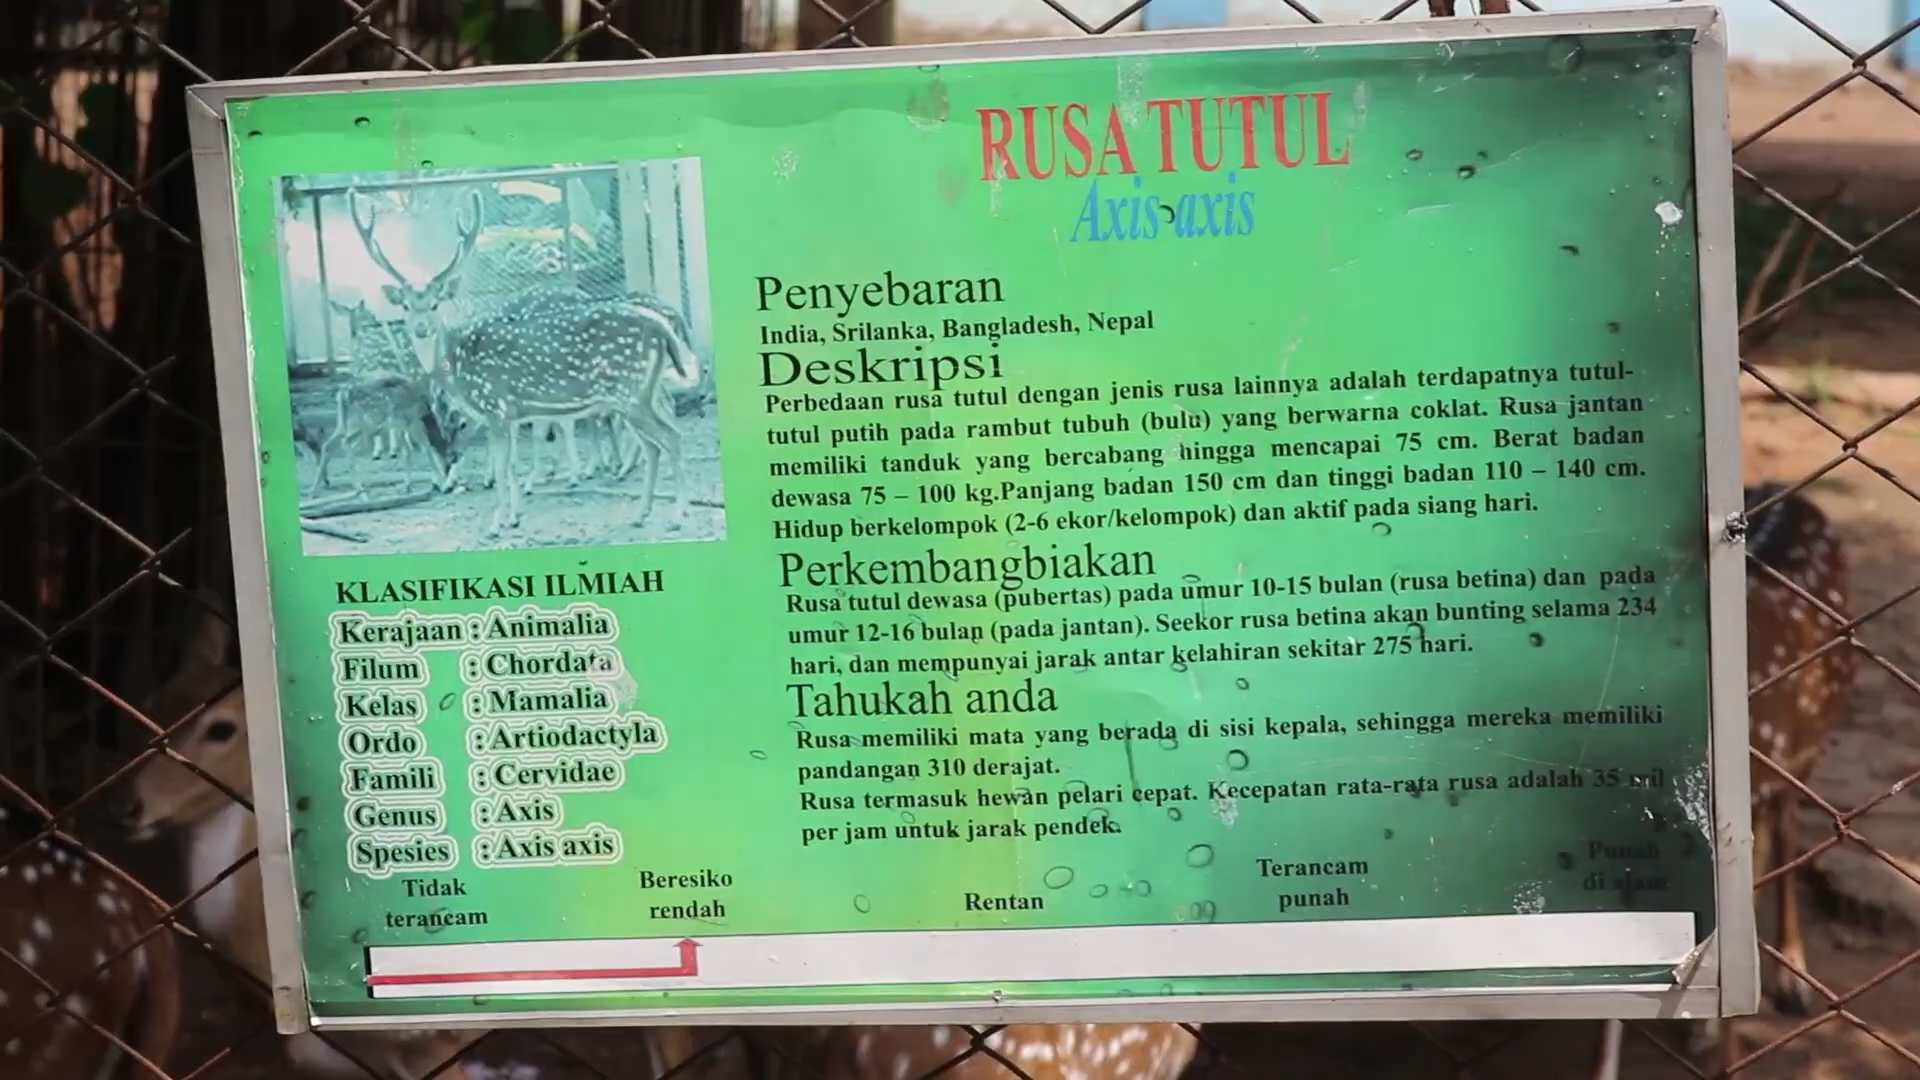 RUSA TUTUL
Axis axis
Penyebaran
India, Srilanka, Bangladesh, Nepal
Deskripsi
Perbedaan rusa tutul dengan jenis rusa lainnya adalah terdapatnya tutul-
tutul putih pada rambut tubuh (bulu) yang berwarna coklat. Rusa jantan
memiliki tanduk yang bercabang hingga mencapai 75 cm. Berat badan
dewasa 75 – 100 kg.Panjang badan 150 cm dan tinggi badan 110 – 140 cm.
Hidup berkelompok (2-6 ekor/kelompok) dan aktif pada siang hari.
Perkembangbiakan
Rusa tutul dewasa (pubertas) pada umur 10-15 bulan (rusa betina) dan pada
umur 12-16 bulan (pada jantan). Seekor rusa betina akan bunting selama 234
hari, dan mempunyai jarak antar kelahiran sekitar 275 hari.
Tahukah anda
Rusa memiliki mata yang berada di sisi kepala, sehingga mereka memiliki
pandangan 310 derajat.
Rusa termasuk hewan pelari cepat. Kecepatan rata-rata rusa adalah 35 mil
per jam untuk jarak pendek.
KLASIFIKASI ILMIAH
Kerajaan : Animalia
Filum : Chordata
Kelas : Mamalia
Ordo : Artiodactyla
Famili : Cervidae
Genus : Axis
Spesies : Axis axis
Tidak
terancam
Beresiko
rendah
Rentan
Terancam
punah
Punah
di alam